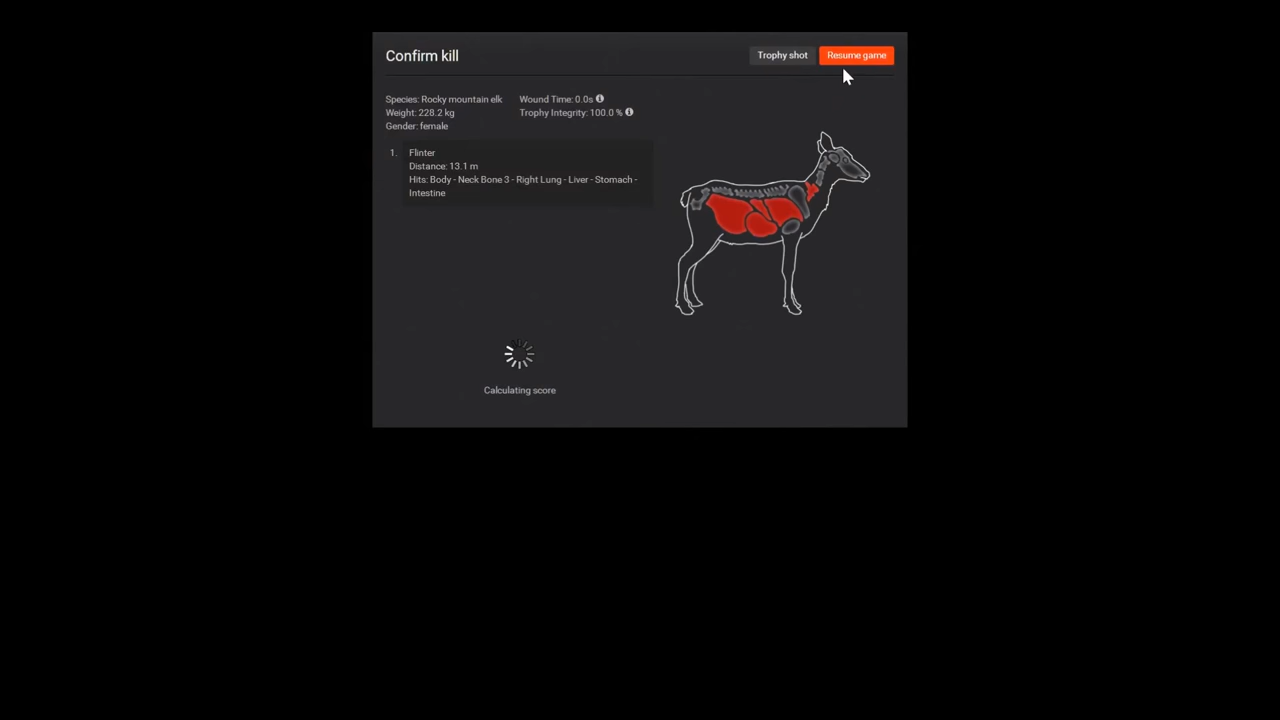 Confirm kill
Trophy shot
Resume game
Species: Rocky mountain elk
Weight: 228.2 kg
Gender: female
Wound Time: 0.0s
Trophy Integrity: 100.0 %
1. Flinter
Distance: 13.1 m
Hits: Body - Neck Bone 3 - Right Lung - Liver - Stomach -
Intestine
Calculating score